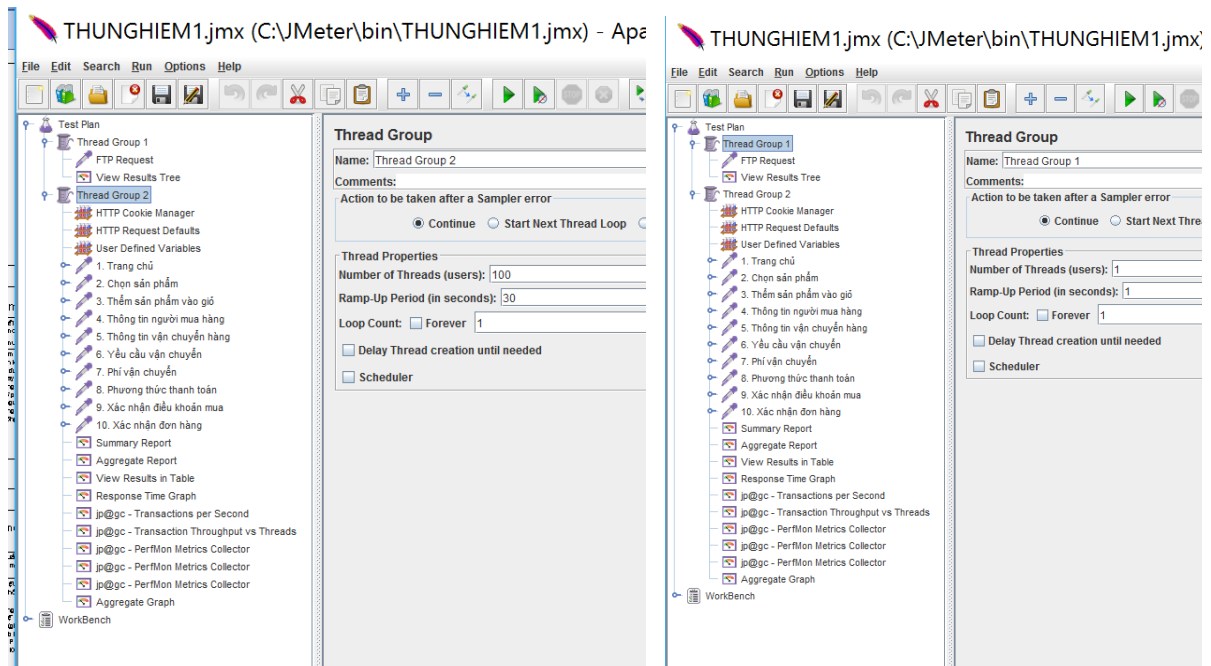 THUNGHIEM1.jmx (C:\JMeter\bin\THUNGHIEM1.jmx) - Apa
File Edit Search Run Options Help
Test Plan
Thread Group 1
FTP Request
View Results Tree
Thread Group 2
HTTP Cookie Manager
HTTP Request Defaults
User Defined Variables
1. Trang chủ
2. Chọn sản phẩm
3. Thểm sản phẩm vào giỏ
4. Thông tin người mua hàng
5. Thông tin vận chuyển hàng
6. Yều cầu vận chuyển
7. Phí vận chuyển
8. Phương thức thanh toán
9. Xác nhận điều khoản mua
10. Xác nhận đơn hàng
Summary Report
Aggregate Report
View Results in Table
Response Time Graph
jp@gc - Transactions per Second
jp@gc - Transaction Throughput vs Threads
jp@gc - PerfMon Metrics Collector
jp@gc - PerfMon Metrics Collector
jp@gc - PerfMon Metrics Collector
Aggregate Graph
WorkBench
Thread Group
Name: Thread Group 2
Comments:
Action to be taken after a Sampler error
Continue Start Next Thread Loop
Thread Properties
Number of Threads (users): 100
Ramp-Up Period (in seconds): 30
Loop Count: Forever 1
Delay Thread creation until needed
Scheduler
THUNGHIEM1.jmx (C:\JMeter\bin\THUNGHIEM1.jmx)
File Edit Search Run Options Help
Test Plan
Thread Group 1
FTP Request
View Results Tree
Thread Group 2
HTTP Cookie Manager
HTTP Request Defaults
User Defined Variables
1. Trang chủ
2. Chọn sản phẩm
3. Thểm sản phẩm vào giỏ
4. Thông tin người mua hàng
5. Thông tin vận chuyển hàng
6. Yều cầu vận chuyển
7. Phí vận chuyển
8. Phương thức thanh toán
9. Xác nhận điều khoản mua
10. Xác nhận đơn hàng
Summary Report
Aggregate Report
View Results in Table
Response Time Graph
jp@gc - Transactions per Second
jp@gc - Transaction Throughput vs Threads
jp@gc - PerfMon Metrics Collector
jp@gc - PerfMon Metrics Collector
jp@gc - PerfMon Metrics Collector
Aggregate Graph
WorkBench
Thread Group
Name: Thread Group 1
Comments:
Action to be taken after a Sampler error
Continue Start Next Thre
Thread Properties
Number of Threads (users): 1
Ramp-Up Period (in seconds): 1
Loop Count: Forever 1
Delay Thread creation until needed
Scheduler